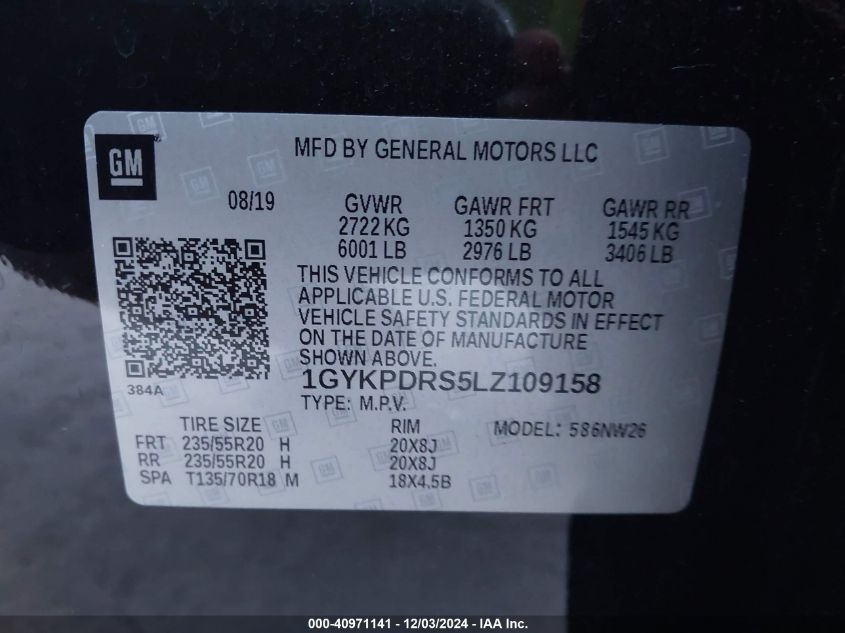 GM
MFD BY GENERAL MOTORS LLC
08/19 GVWR GAWR FRT GAWR RR
2722 KG 1350 KG 1545 KG
6001 LB 2976 LB 3406 LB
THIS VEHICLE CONFORMS TO ALL
APPLICABLE U.S. FEDERAL MOTOR
VEHICLE SAFETY STANDARDS IN EFFECT
ON THE DATE OF MANUFACTURE
SHOWN ABOVE.
384A
1GYKPDRS5LZ109158
TYPE: M.P.V.
TIRE SIZE RIM MODEL: 586NW26
FRT 235/55R20 H 20X8J
RR 235/55R20 H 20X8J
SPA T135/70R18 M 18X4.5B
000-40971141 - 12/03/2024 - IAA Inc.